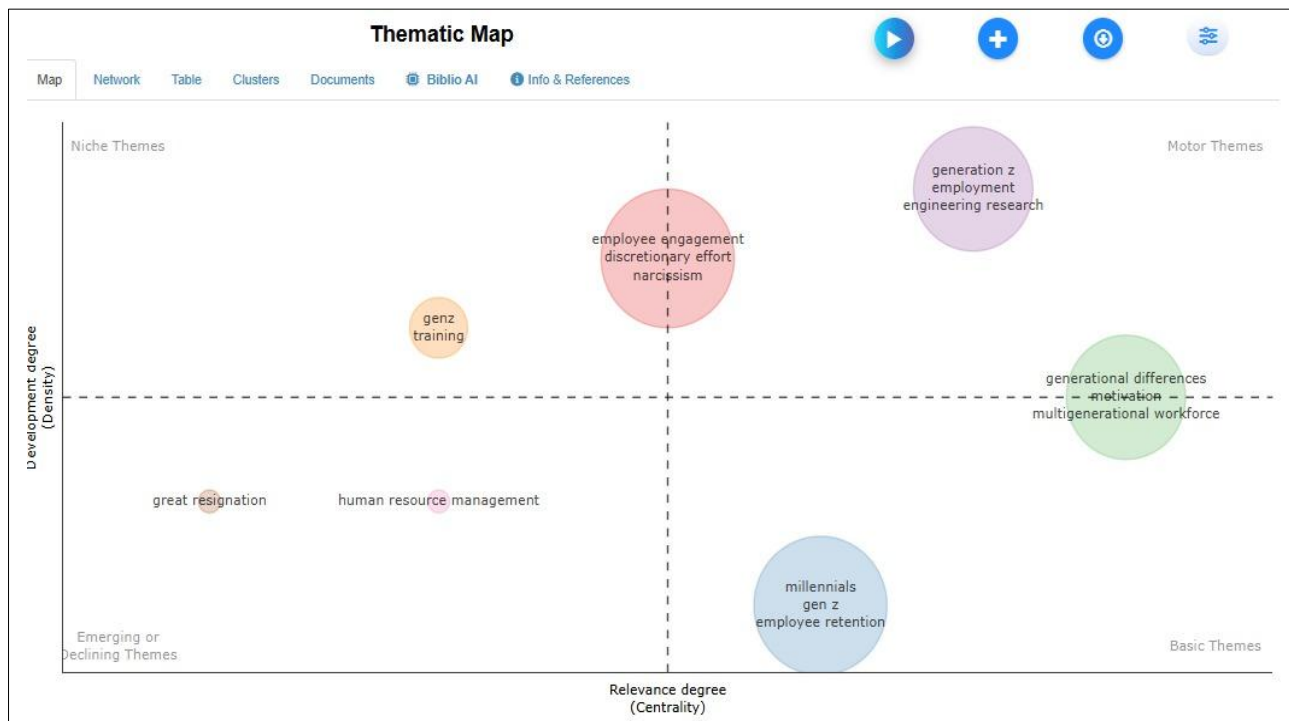 Thematic Map
Map
Network
Table
Clusters
Documents
Biblio AI
Info & References
Niche Themes
Motor Themes
generation z
employment
engineering research
employee engagement
discretionary effort
narcissism
genz
training
generational differences
motivation
multigenerational workforce
great resignation
human resource management
millennials
gen z
employee retention
Emerging or
Declining Themes
Basic Themes
Development degree
(Density)
Relevance degree
(Centrality)